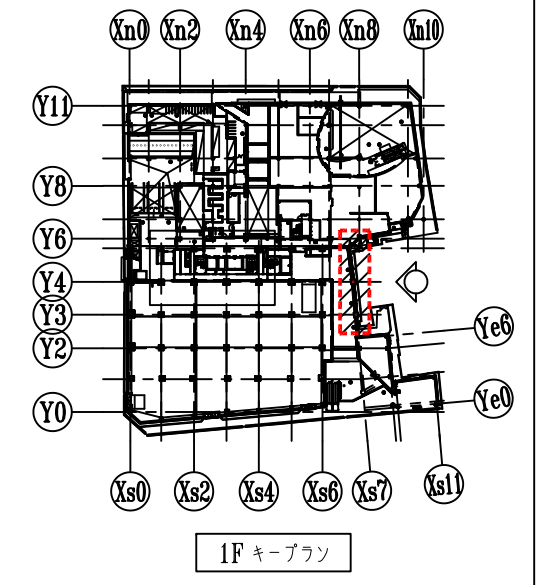 Xn0 Xn2 Xn4 Xn6 Xn8 Xn10
Y11
Y8
Y6
Y4
Y3
Y2
Y0
Ye6
Ye0
Xs0 Xs2 Xs4 Xs6 Xs7 Xs11
1F キープラン